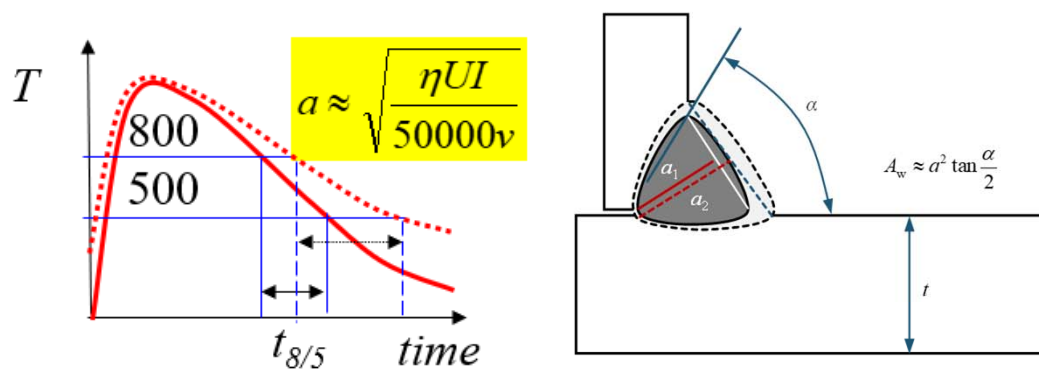 T
800
500
a ≈ √(ηUI / 50000v)
t8/5
time
α
Aw ≈ a² tan α/2
a1
a2
t